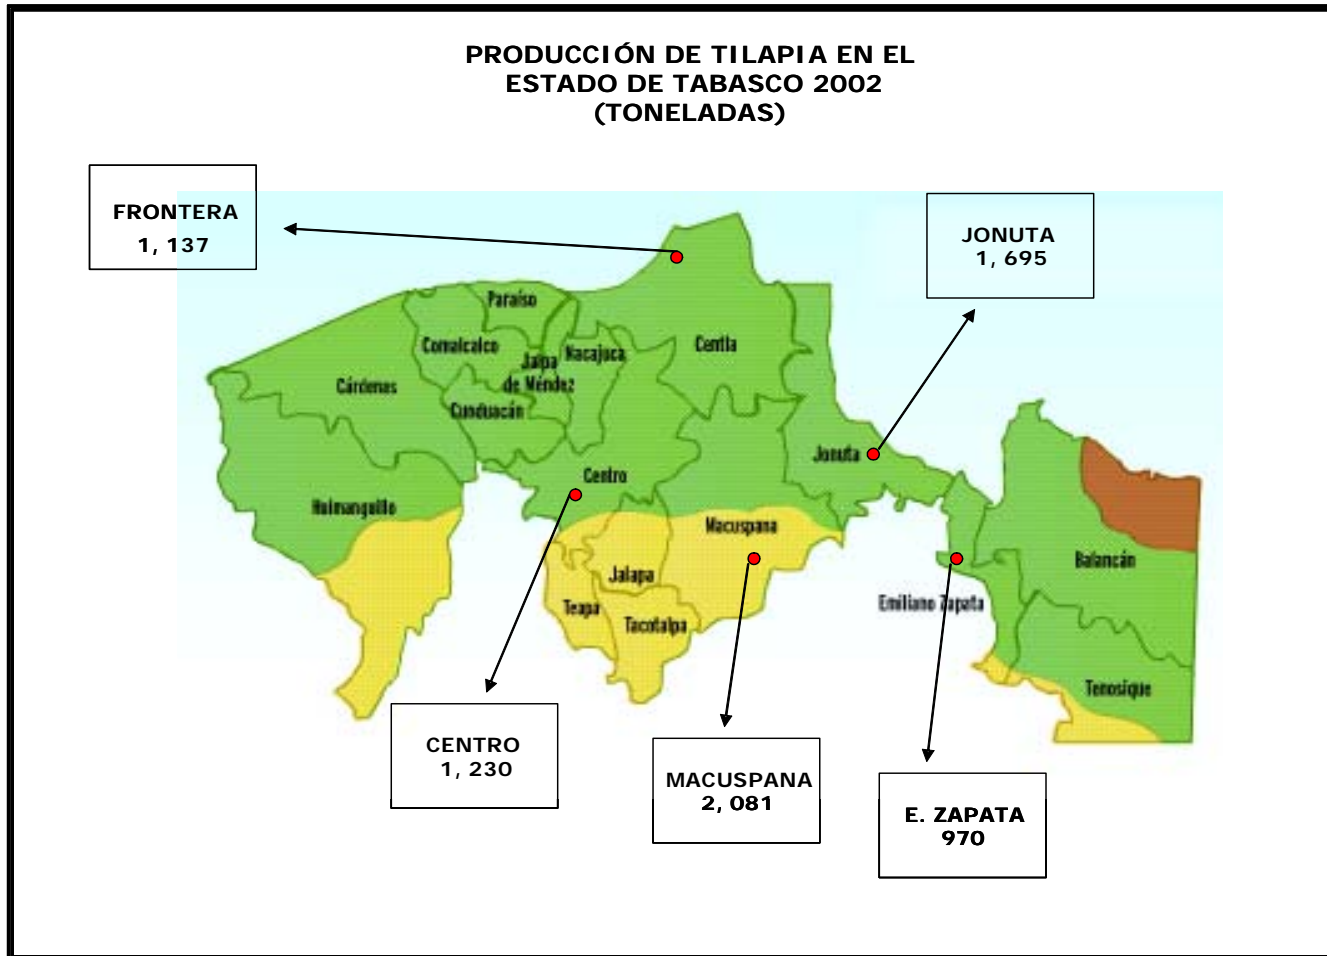 PRODUCCIÓN DE TILAPIA EN EL
ESTADO DE TABASCO 2002
(TONELADAS)
FRONTERA
1, 137
JONUTA
1, 695
Paraíso
Comalcalco
Jalpa
de Méndez
Nacajuca
Centla
Cárdenas
Cunduacán
Centro
Jonuta
Huimanguillo
Macuspana
Jalapa
Teapa
Tacotalpa
Emiliano Zapata
Balancán
Tenosique
CENTRO
1, 230
MACUSPANA
2, 081
E. ZAPATA
970